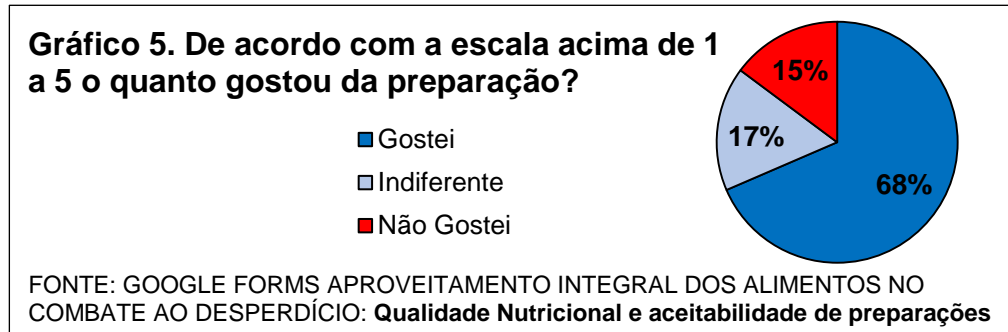 Gráfico 5. De acordo com a escala acima de 1
a 5 o quanto gostou da preparação?
Gostei
Indiferente
Não Gostei
15%
17%
68%
FONTE: GOOGLE FORMS APROVEITAMENTO INTEGRAL DOS ALIMENTOS NO
COMBATE AO DESPERDÍCIO: Qualidade Nutricional e aceitabilidade de preparações